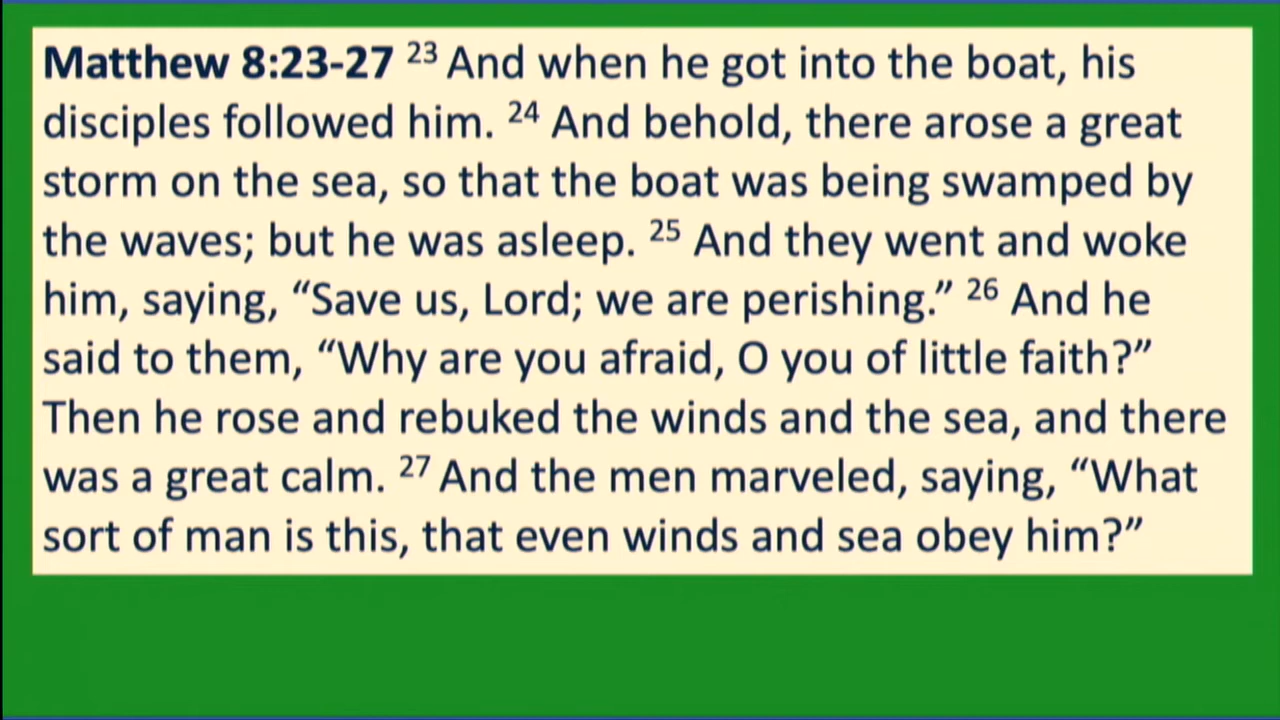 Matthew 8:23-27 23 And when he got into the boat, his
disciples followed him. 24 And behold, there arose a great
storm on the sea, so that the boat was being swamped by
the waves; but he was asleep. 25 And they went and woke
him, saying, “Save us, Lord; we are perishing.” 26 And he
said to them, “Why are you afraid, O you of little faith?”
Then he rose and rebuked the winds and the sea, and there
was a great calm. 27 And the men marveled, saying, “What
sort of man is this, that even winds and sea obey him?”